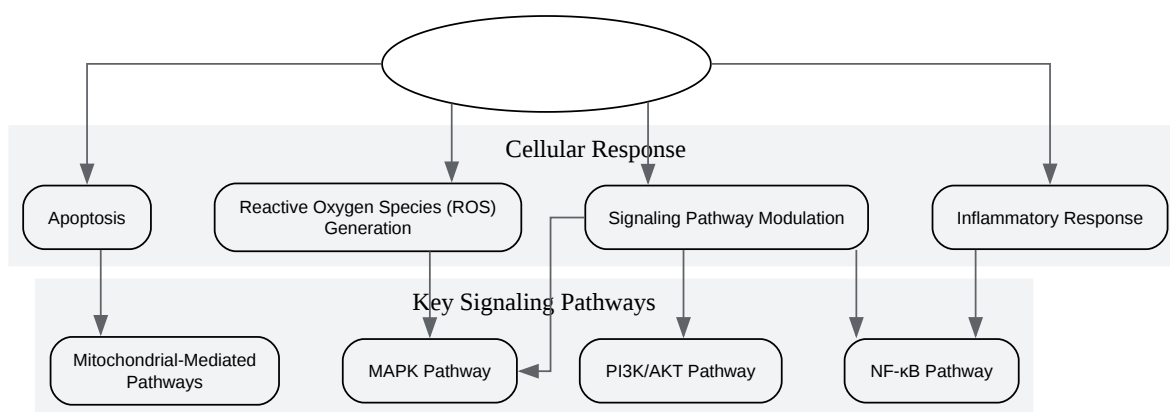 Cellular Response
Apoptosis
Reactive Oxygen Species (ROS)
Generation
Signaling Pathway Modulation
Inflammatory Response
Key Signaling Pathways
Mitochondrial-Mediated
Pathways
MAPK Pathway
PI3K/AKT Pathway
NF-κB Pathway